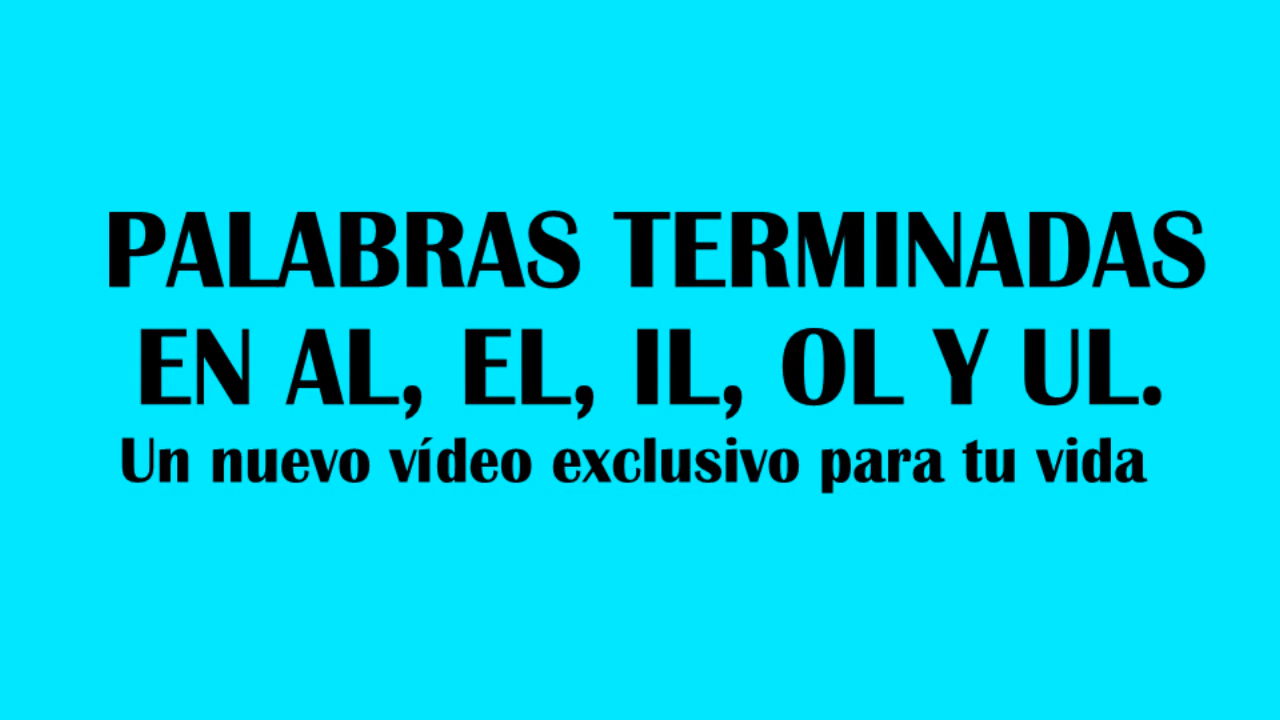 PALABRAS TERMINADAS
EN AL, EL, IL, OL Y UL.
Un nuevo vídeo exclusivo para tu vida